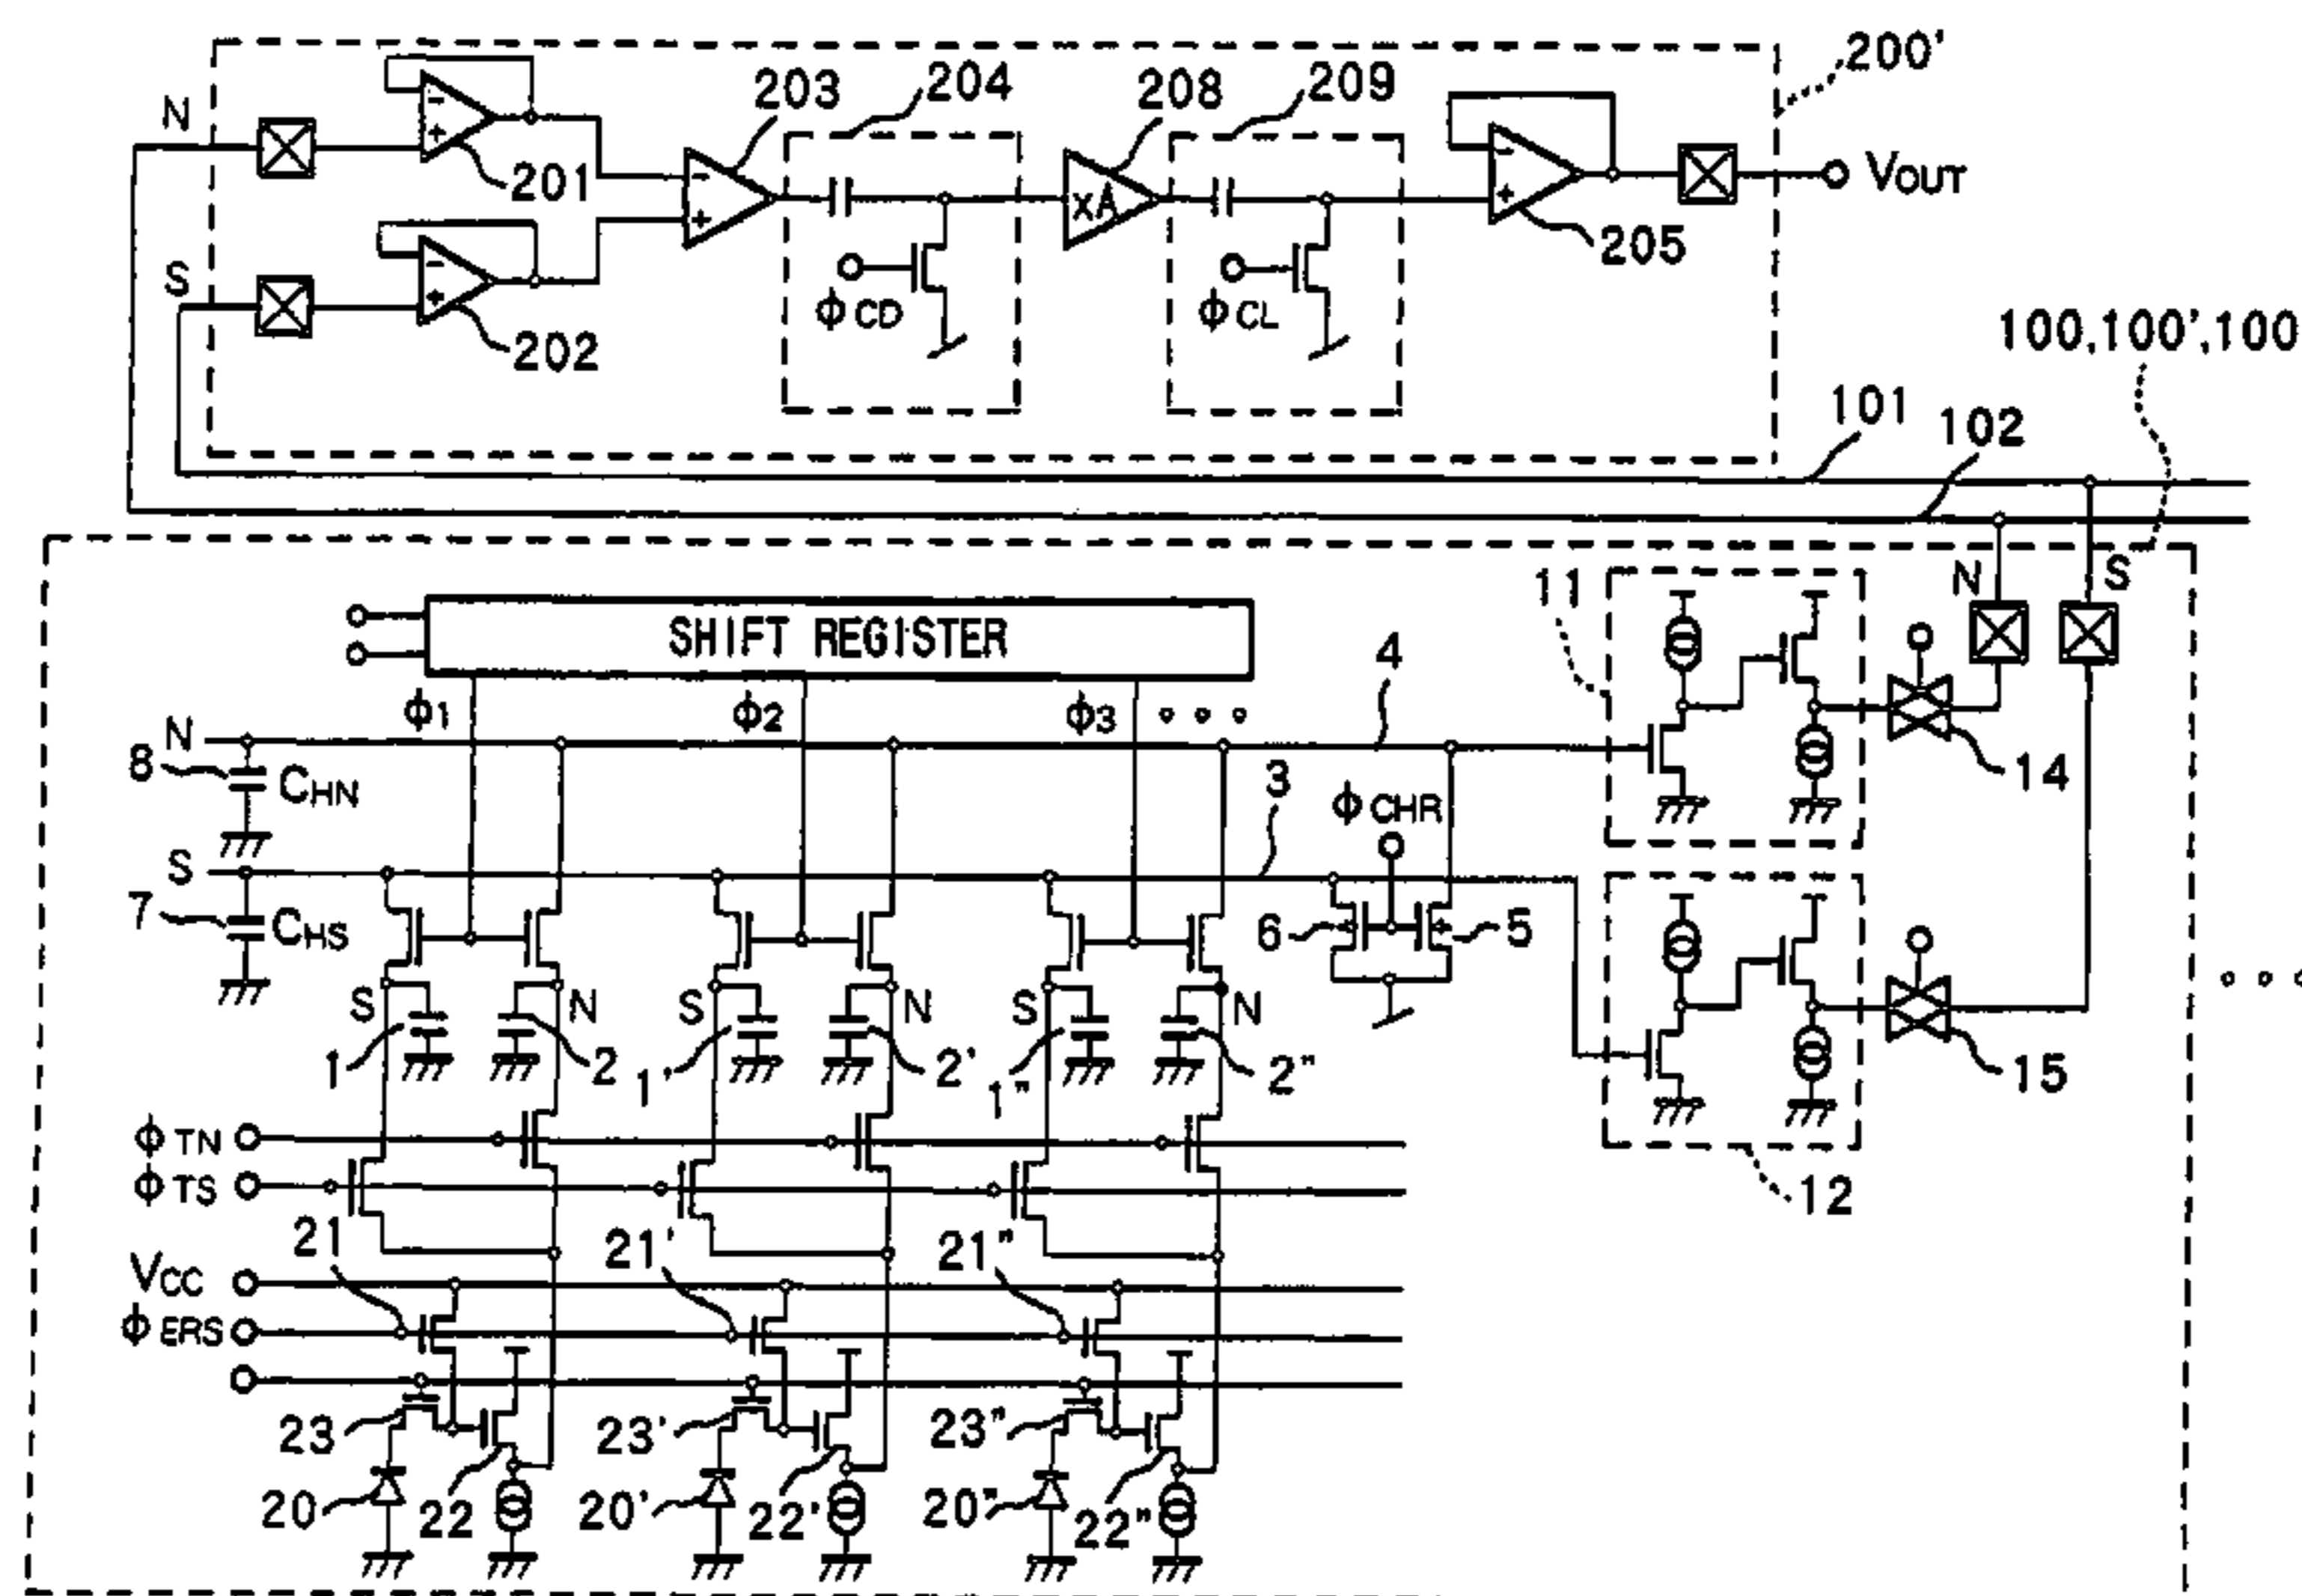 200'
204
203
208
209
N
201
xA
VOUT
205
S
ϕCD
ϕCL
202
100,100',100
101
102
11
N
S
SHIFT REGISTER
4
ϕ1
ϕ2
ϕ3
N
8
CHN
3
14
ϕCHR
S
7
CHS
6
5
S
N
S
N
S
N
1
2
1'
2'
1"
2"
15
ϕTN
ϕTS
12
21
21'
21"
VCC
ϕERS
23
23'
23"
20
22
20'
22'
20"
22"